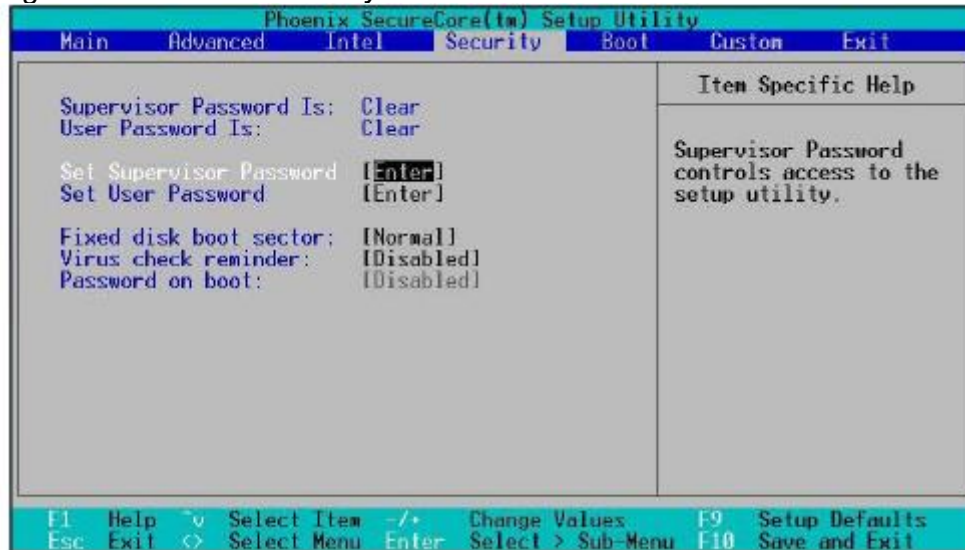 Phoenix SecureCore(tm) Setup Utility
Main Advanced Intel Security Boot Custom Exit
Item Specific Help
Supervisor Password Is: Clear
User Password Is: Clear
Set Supervisor Password [Enter]
Set User Password [Enter]
Fixed disk boot sector: [Normal]
Virus check reminder: [Disabled]
Password on boot: [Disabled]
Supervisor Password
controls access to the
setup utility.
F1 Help ^v Select Item -/+ Change Values F9 Setup Defaults
Esc Exit <> Select Menu Enter Select > Sub-Menu F10 Save and Exit